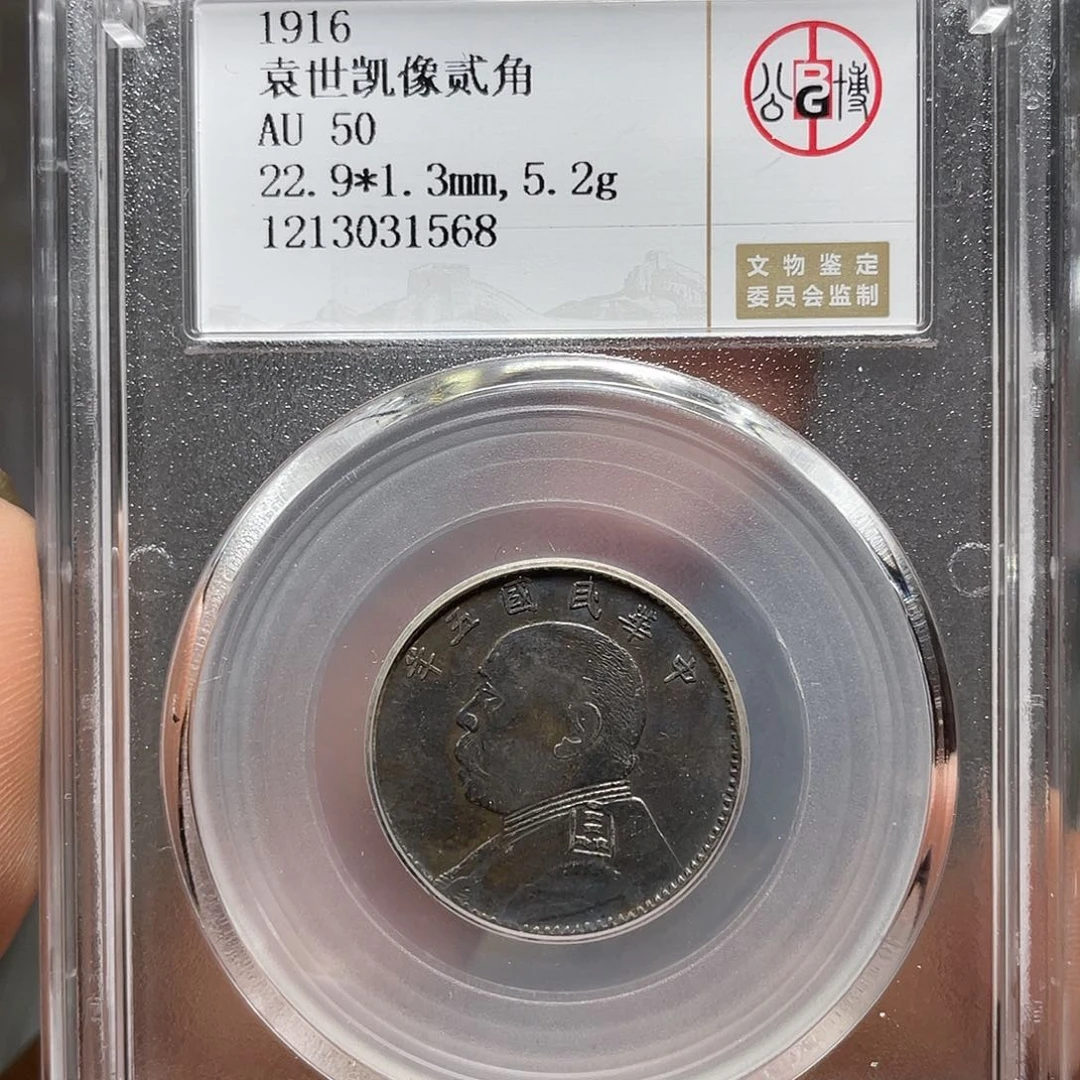 1916
袁世凯像贰角
AU 50
22.9*1.3mm,5.2g
1213031568
公博
BG
文物鉴定
委员会监制
年五國民華中